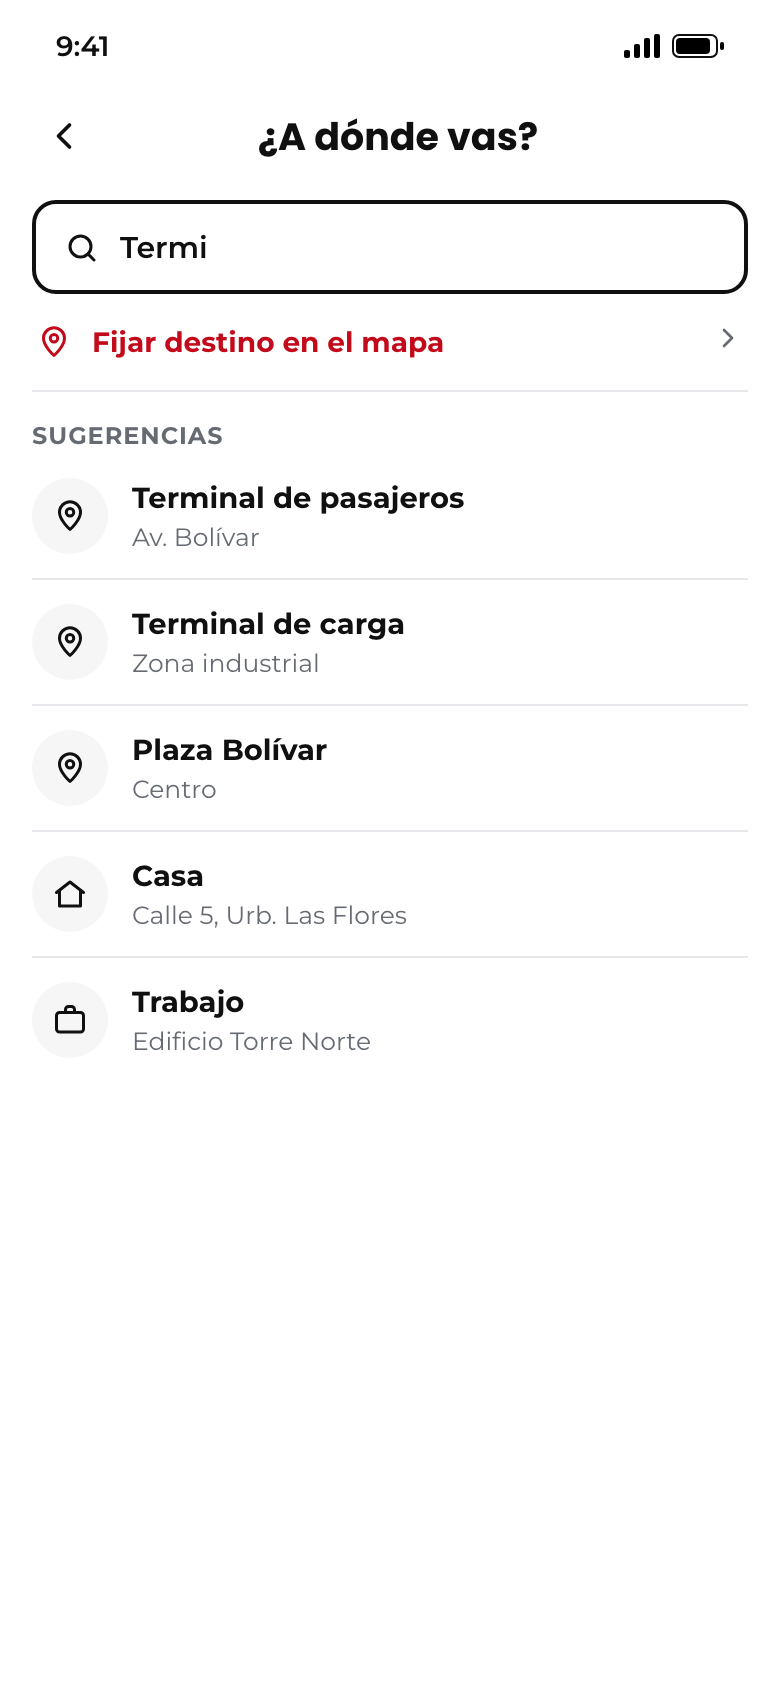 9:41
¿A dónde vas?
Termi
Fijar destino en el mapa
SUGERENCIAS
Terminal de pasajeros
Av. Bolívar
Terminal de carga
Zona industrial
Plaza Bolívar
Centro
Casa
Calle 5, Urb. Las Flores
Trabajo
Edificio Torre Norte